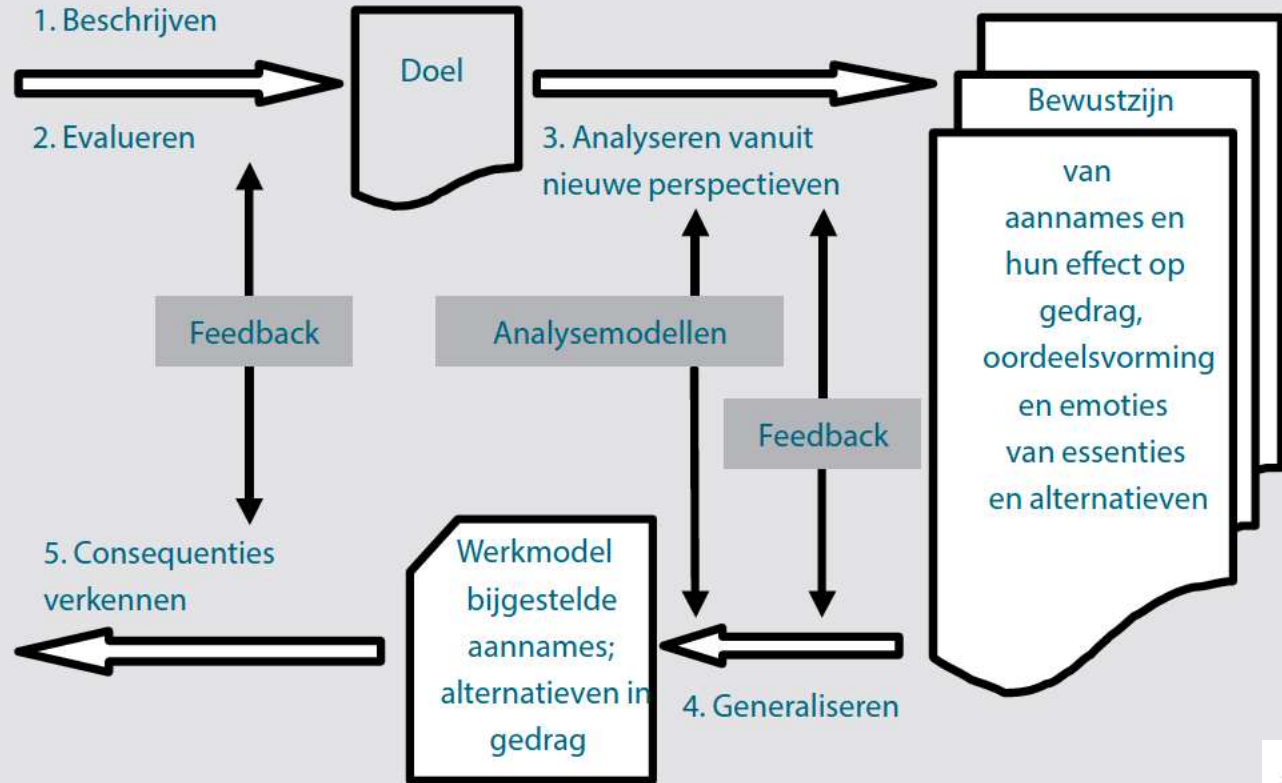 1. Beschrijven
2. Evalueren
Doel
3. Analyseren vanuit
nieuwe perspectieven
Bewustzijn
van
aannames en
hun effect op
gedrag,
oordeelsvorming
en emoties
van essenties
en alternatieven
Feedback
Analysemodellen
Feedback
4. Generaliseren
Werkmodel
bijgestelde
aannames;
alternatieven in
gedrag
5. Consequenties
verkennen